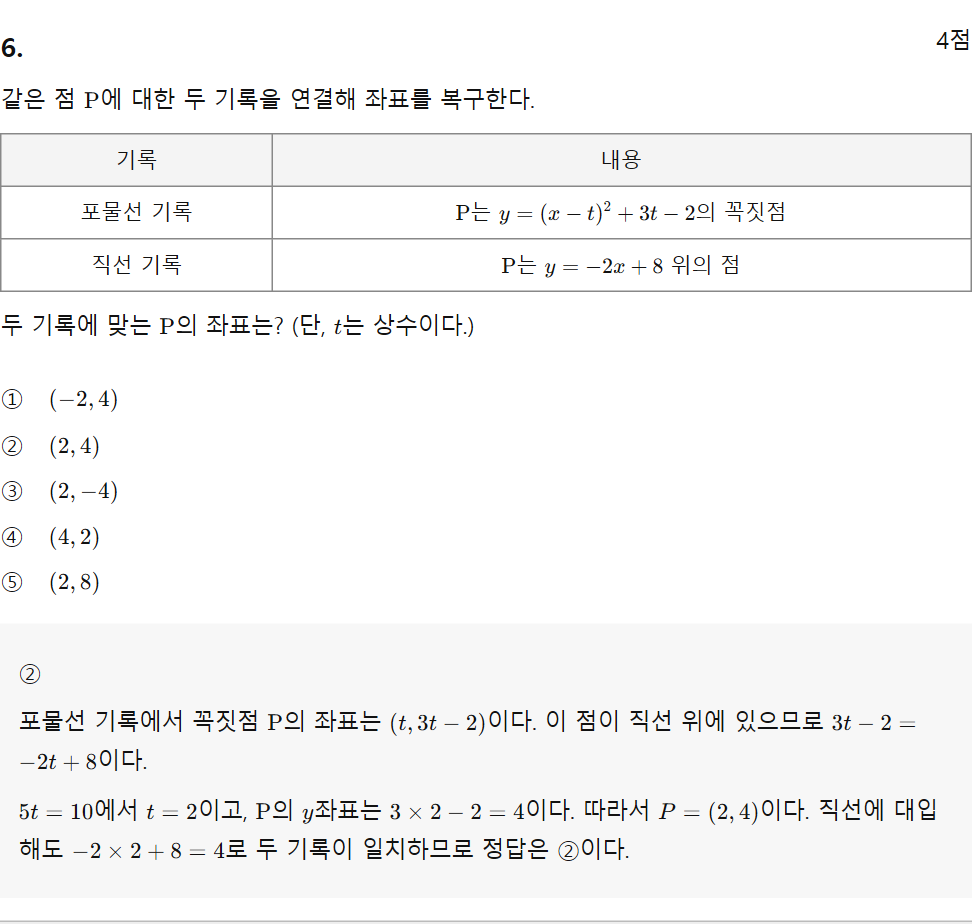 4점
6.
같은 점 P에 대한 두 기록을 연결해 좌표를 복구한다.
기록 내용
포물선 기록 P는 y = (x − t)² + 3t − 2의 꼭짓점
직선 기록 P는 y = −2x + 8 위의 점
두 기록에 맞는 P의 좌표는? (단, t는 상수이다.)
① (−2, 4)
② (2, 4)
③ (2, −4)
④ (4, 2)
⑤ (2, 8)
②
포물선 기록에서 꼭짓점 P의 좌표는 (t, 3t − 2)이다. 이 점이 직선 위에 있으므로 3t − 2 =
−2t + 8이다.
5t = 10에서 t = 2이고, P의 y좌표는 3 × 2 − 2 = 4이다. 따라서 P = (2, 4)이다. 직선에 대입
해도 −2 × 2 + 8 = 4로 두 기록이 일치하므로 정답은 ②이다.